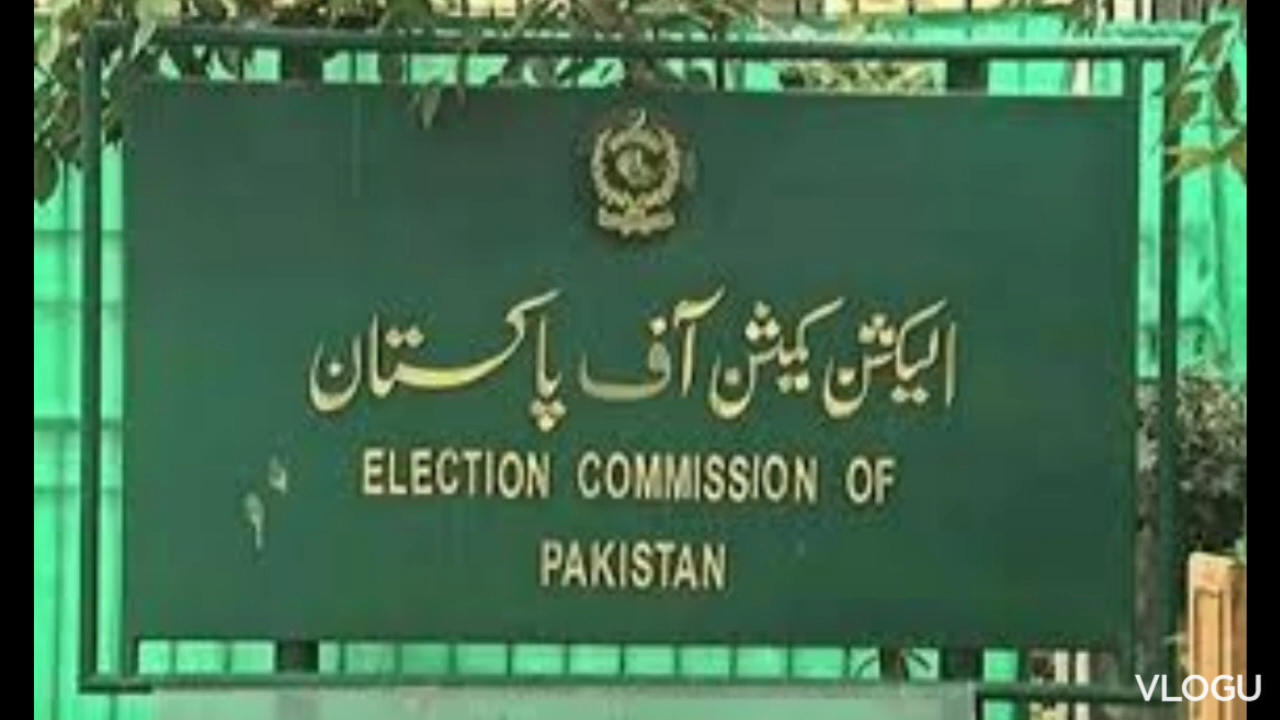 الیکشن کمیشن آف پاکستان
ELECTION COMMISSION OF
PAKISTAN
VLOGU